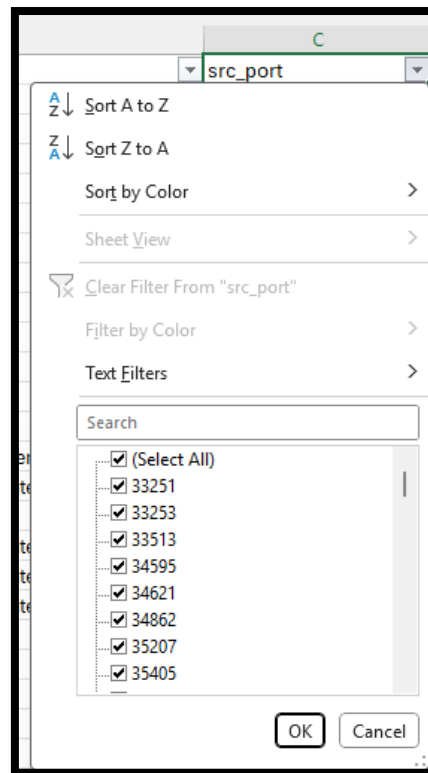 C
src_port
Sort A to Z
Sort Z to A
Sort by Color
Sheet View
Clear Filter From "src_port"
Filter by Color
Text Filters
Search
(Select All)
33251
33253
33513
34595
34621
34862
35207
35405
OK
Cancel